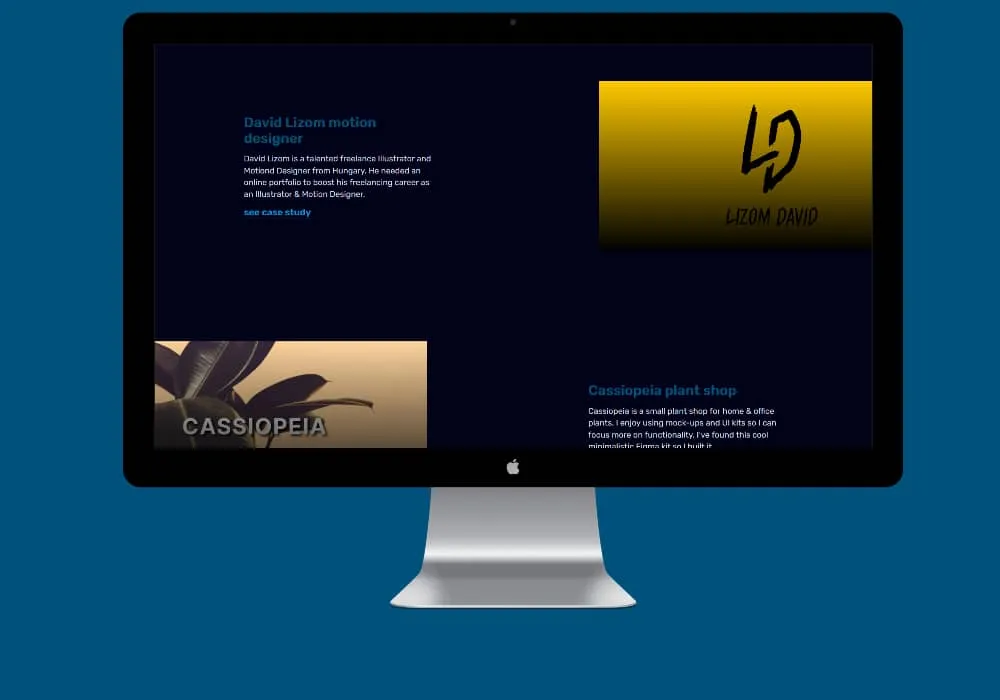 David Lizom motion
designer
David Lizom is a talented freelance Illustrator and
Motiond Designer from Hungary. He needed an
online portfolio to boost his freelancing career as
an Illustrator & Motion Designer.
see case study
LD
LIZOM DAVID
CASSIOPEIA
Cassiopeia plant shop
Cassiopeia is a small plant shop for home & office
plants. I enjoy using mock-ups and UI kits so I can
focus more on functionality. I've found this cool
minimalistic Figma kit so I built it.